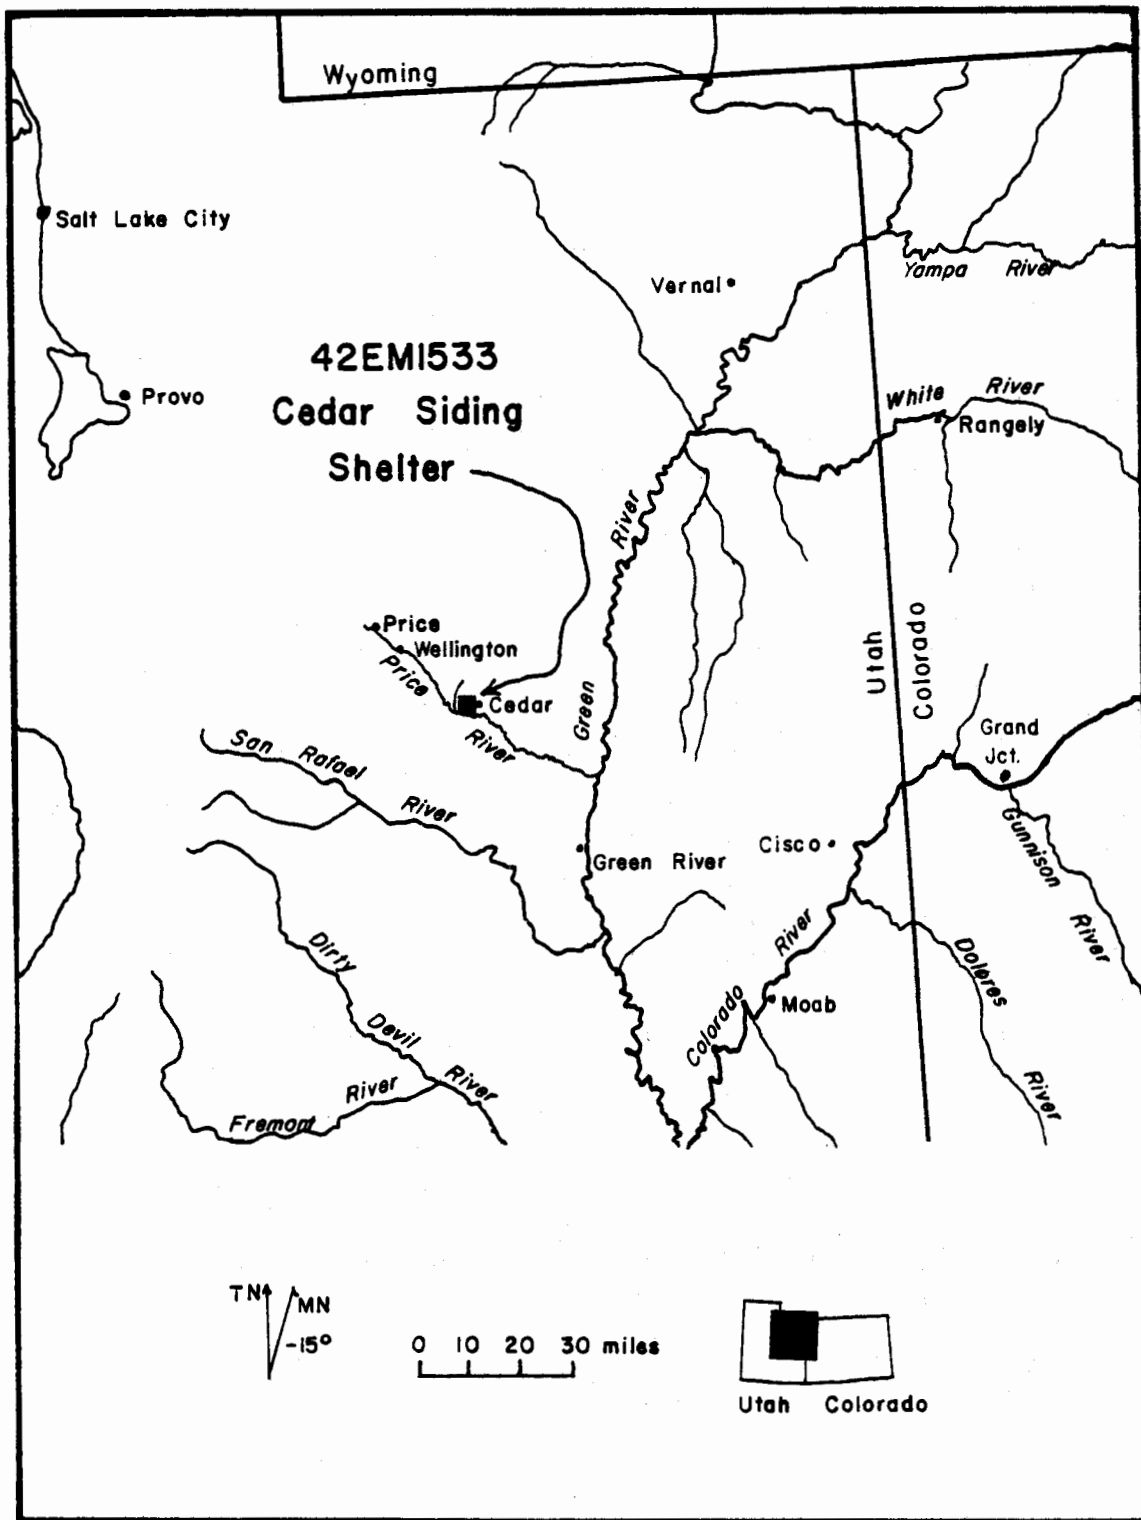 Wyoming
Salt Lake City
Vernal
Yampa River
42EM1533
Cedar Siding
Shelter
Provo
White River
Rangely
River
Price
Wellington
Price
Cedar
River
Green
Utah
Colorado
Grand
Jct.
San Rafael River
Gunnison River
Green River
Cisco
River
Colorado
Moab
Dolores
River
Dirty
Devil
River
Fremont River
TN MN
-15°
0 10 20 30 miles
Utah Colorado